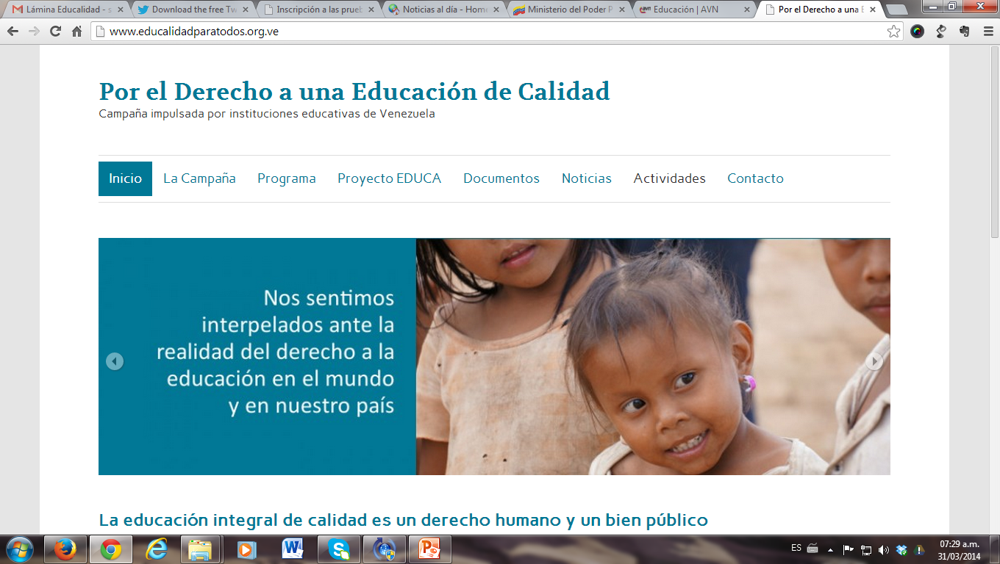 Lámina Educalidad - s
Download the free Tw
Inscripción a las prueb
Noticias al día - Home
Ministerio del Poder P
Educación | AVN
Por el Derecho a una E
www.educalidadparatodos.org.ve
Por el Derecho a una Educación de Calidad
Campaña impulsada por instituciones educativas de Venezuela
Inicio La Campaña Programa Proyecto EDUCA Documentos Noticias Actividades Contacto
Nos sentimos
interpelados ante la
realidad del derecho a la
educación en el mundo
y en nuestro país
La educación integral de calidad es un derecho humano y un bien público
ES
07:29 a.m.
31/03/2014